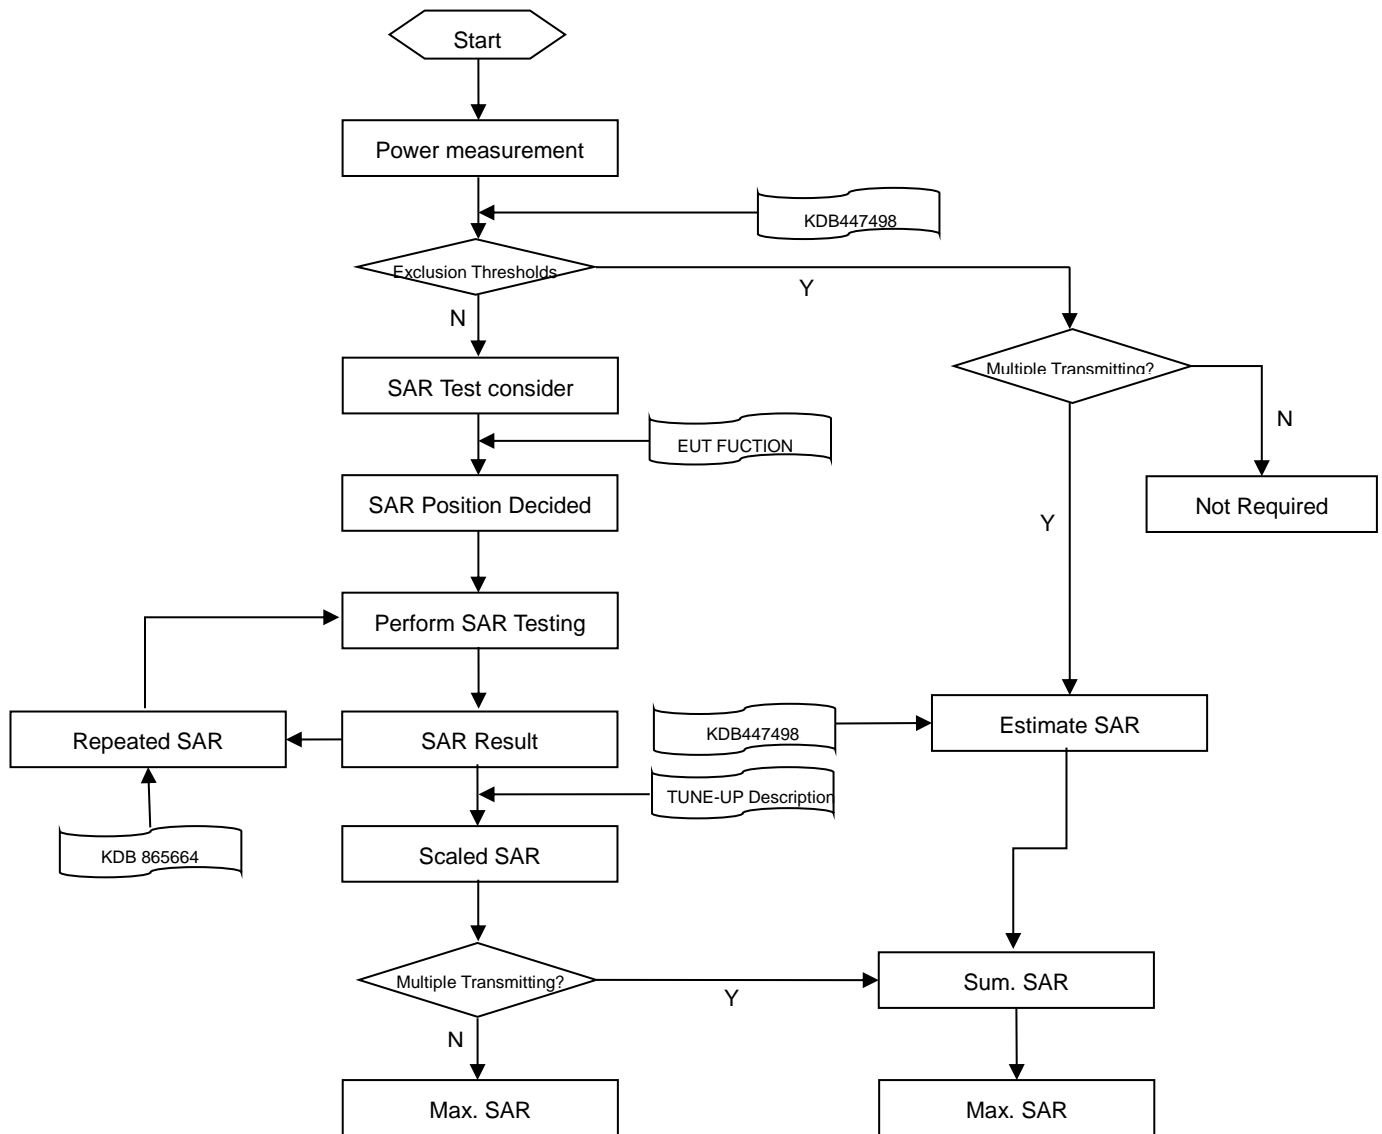 Start
Power measurement
KDB447498
Exclusion Thresholds
Y
N
Multiple Transmitting?
SAR Test consider
N
EUT FUCTION
SAR Position Decided
Not Required
Y
Perform SAR Testing
Repeated SAR
SAR Result
KDB447498
Estimate SAR
TUNE-UP Description
KDB 865664
Scaled SAR
Multiple Transmitting?
Y
Sum. SAR
N
Max. SAR
Max. SAR